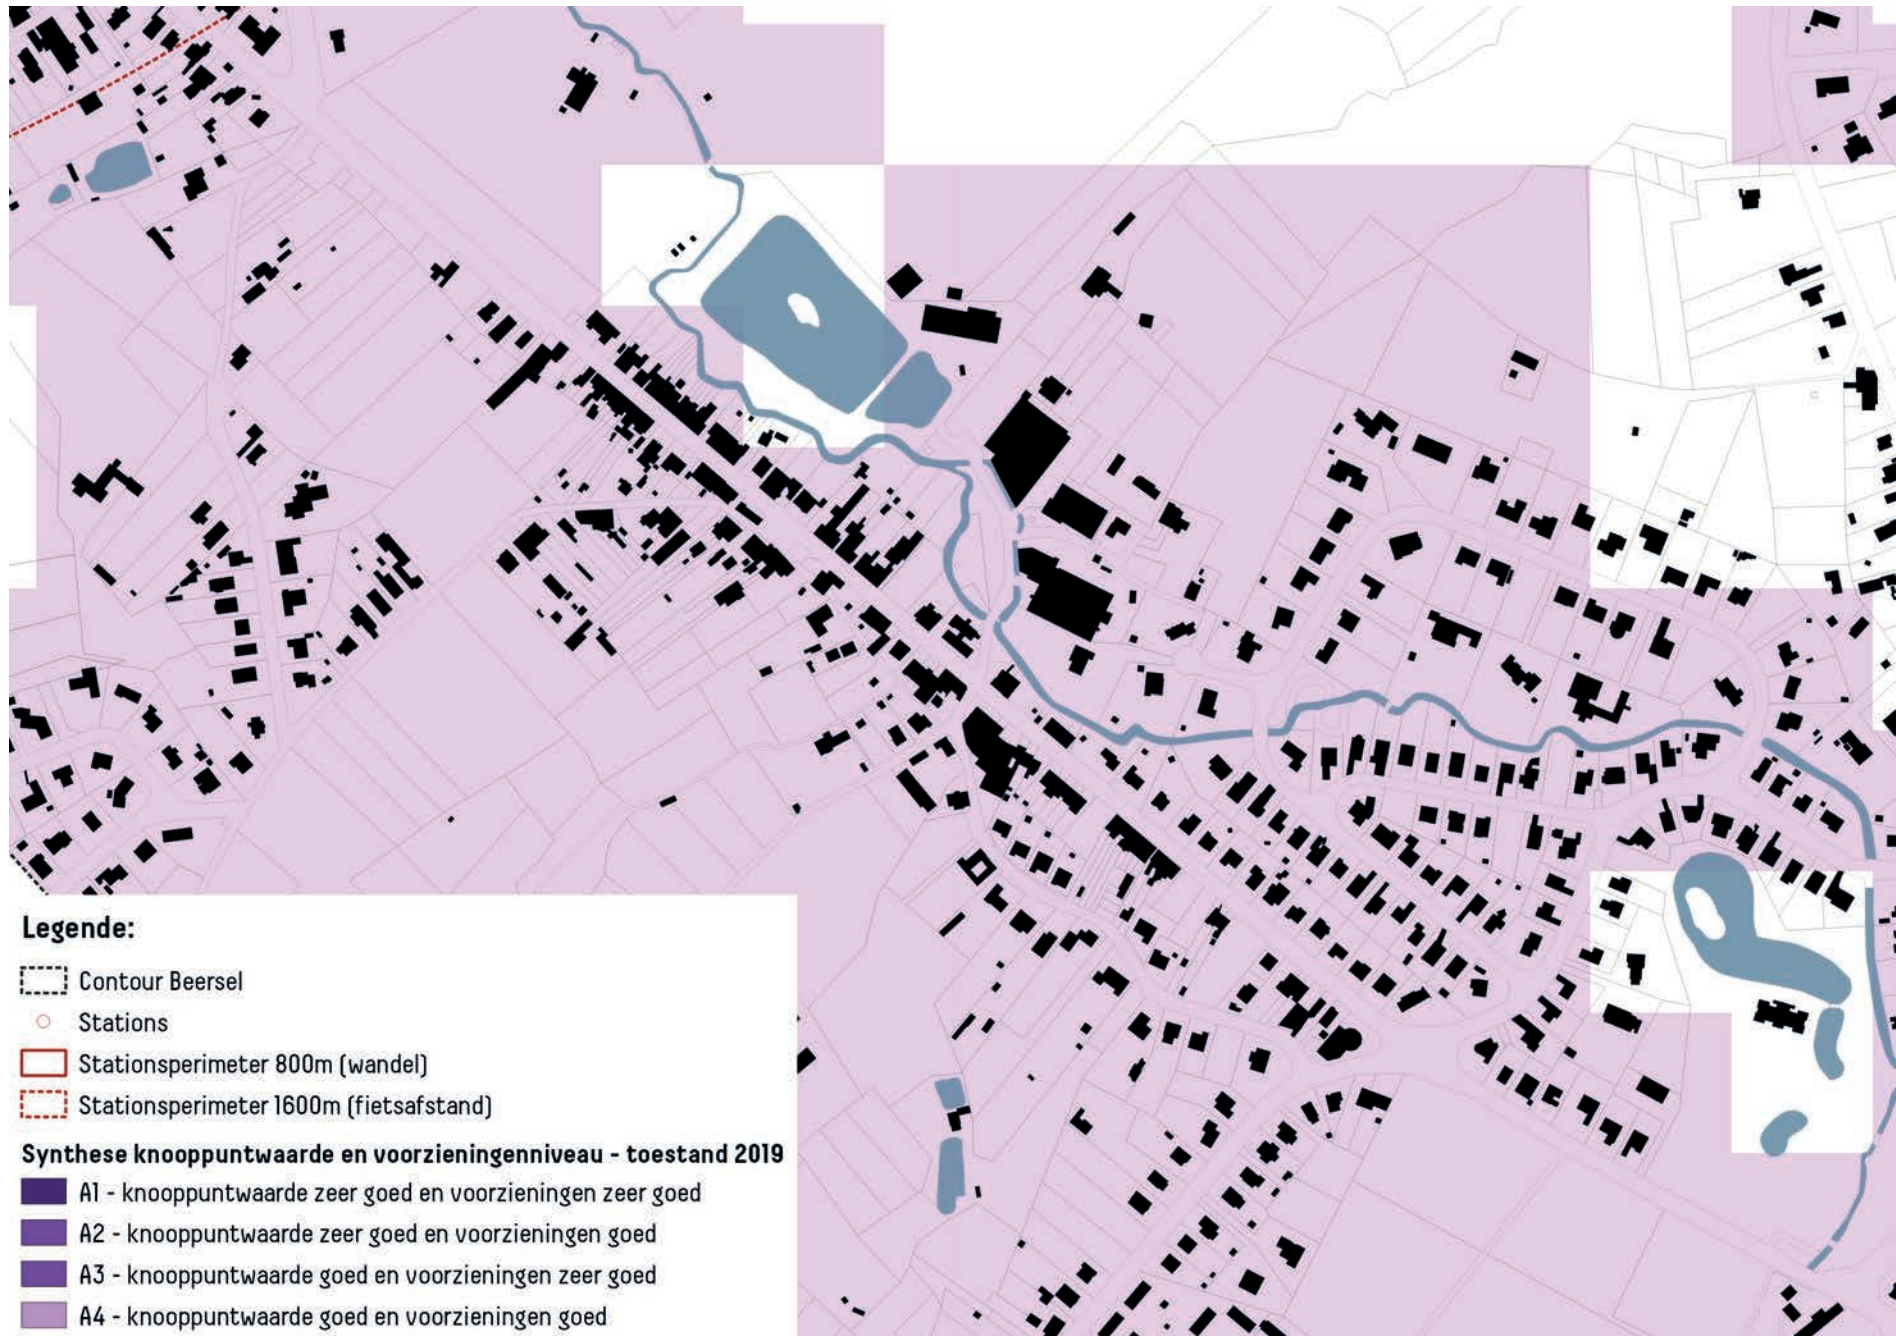 Legende:
Contour Beersel
Stations
Stationsperimeter 800m (wandel)
Stationsperimeter 1600m (fietsafstand)
Synthese knooppuntwaarde en voorzieningenniveau - toestand 2019
A1 - knooppuntwaarde zeer goed en voorzieningen zeer goed
A2 - knooppuntwaarde zeer goed en voorzieningen goed
A3 - knooppuntwaarde goed en voorzieningen zeer goed
A4 - knooppuntwaarde goed en voorzieningen goed